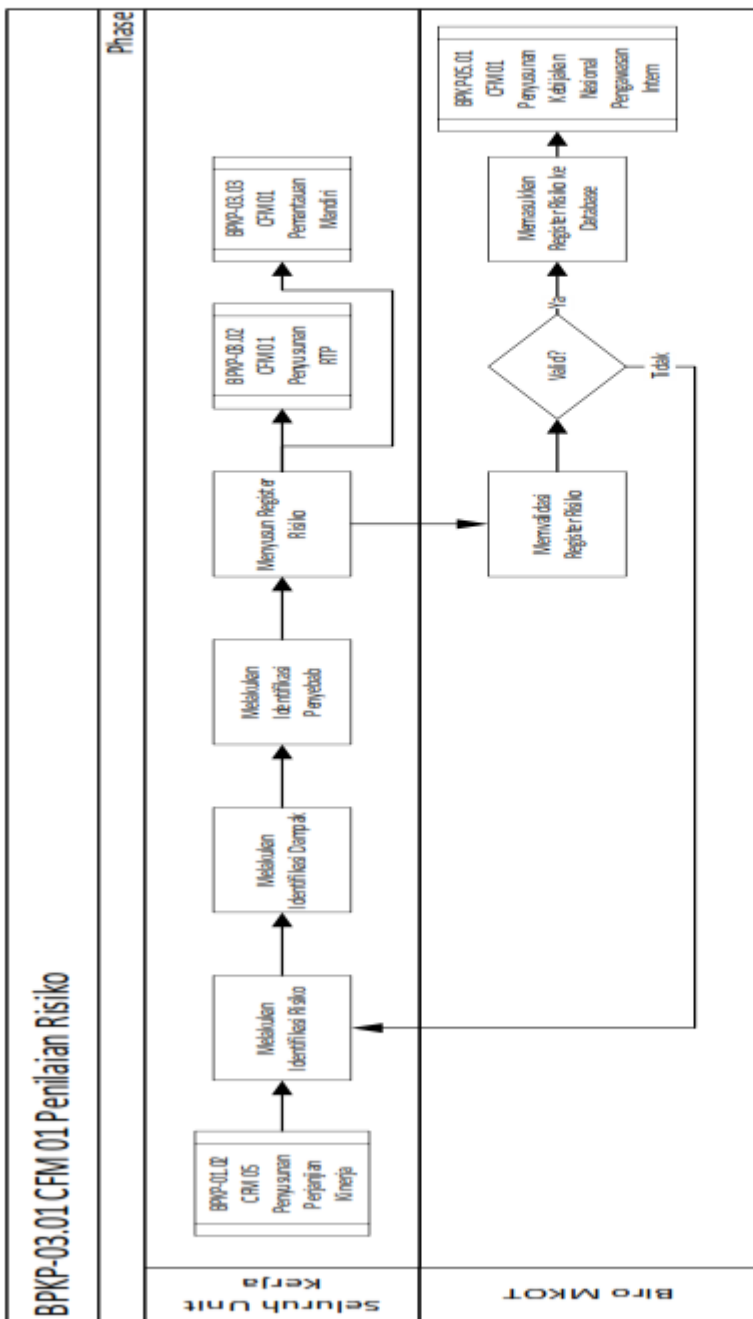 BPKP-03.01 CFM 01 Penilaian Risiko
Phase
Seluruh Unit
Kerja
BPKP-01.02
CFM 05
Penyusunan
Perjanjian
Kinerja
Melakukan
Identifikasi Risiko
Melakukan
Identifikasi Dampak
Melakukan
Identifikasi
Penyebab
Menyusun Register
Risiko
BPKP-03.02
CFM 01
Penyusunan
RTP
BPKP-03.03
CFM 01
Pemantauan
Mandiri
Biro MKOT
Memvalidasi
Register Risiko
Valid?
Ya
Tidak
Memasukkan
Register Risiko ke
Database
BPKP-05.01
CFM 01
Penyusunan
Kebijakan
Nasional
Pengawasan
Intern